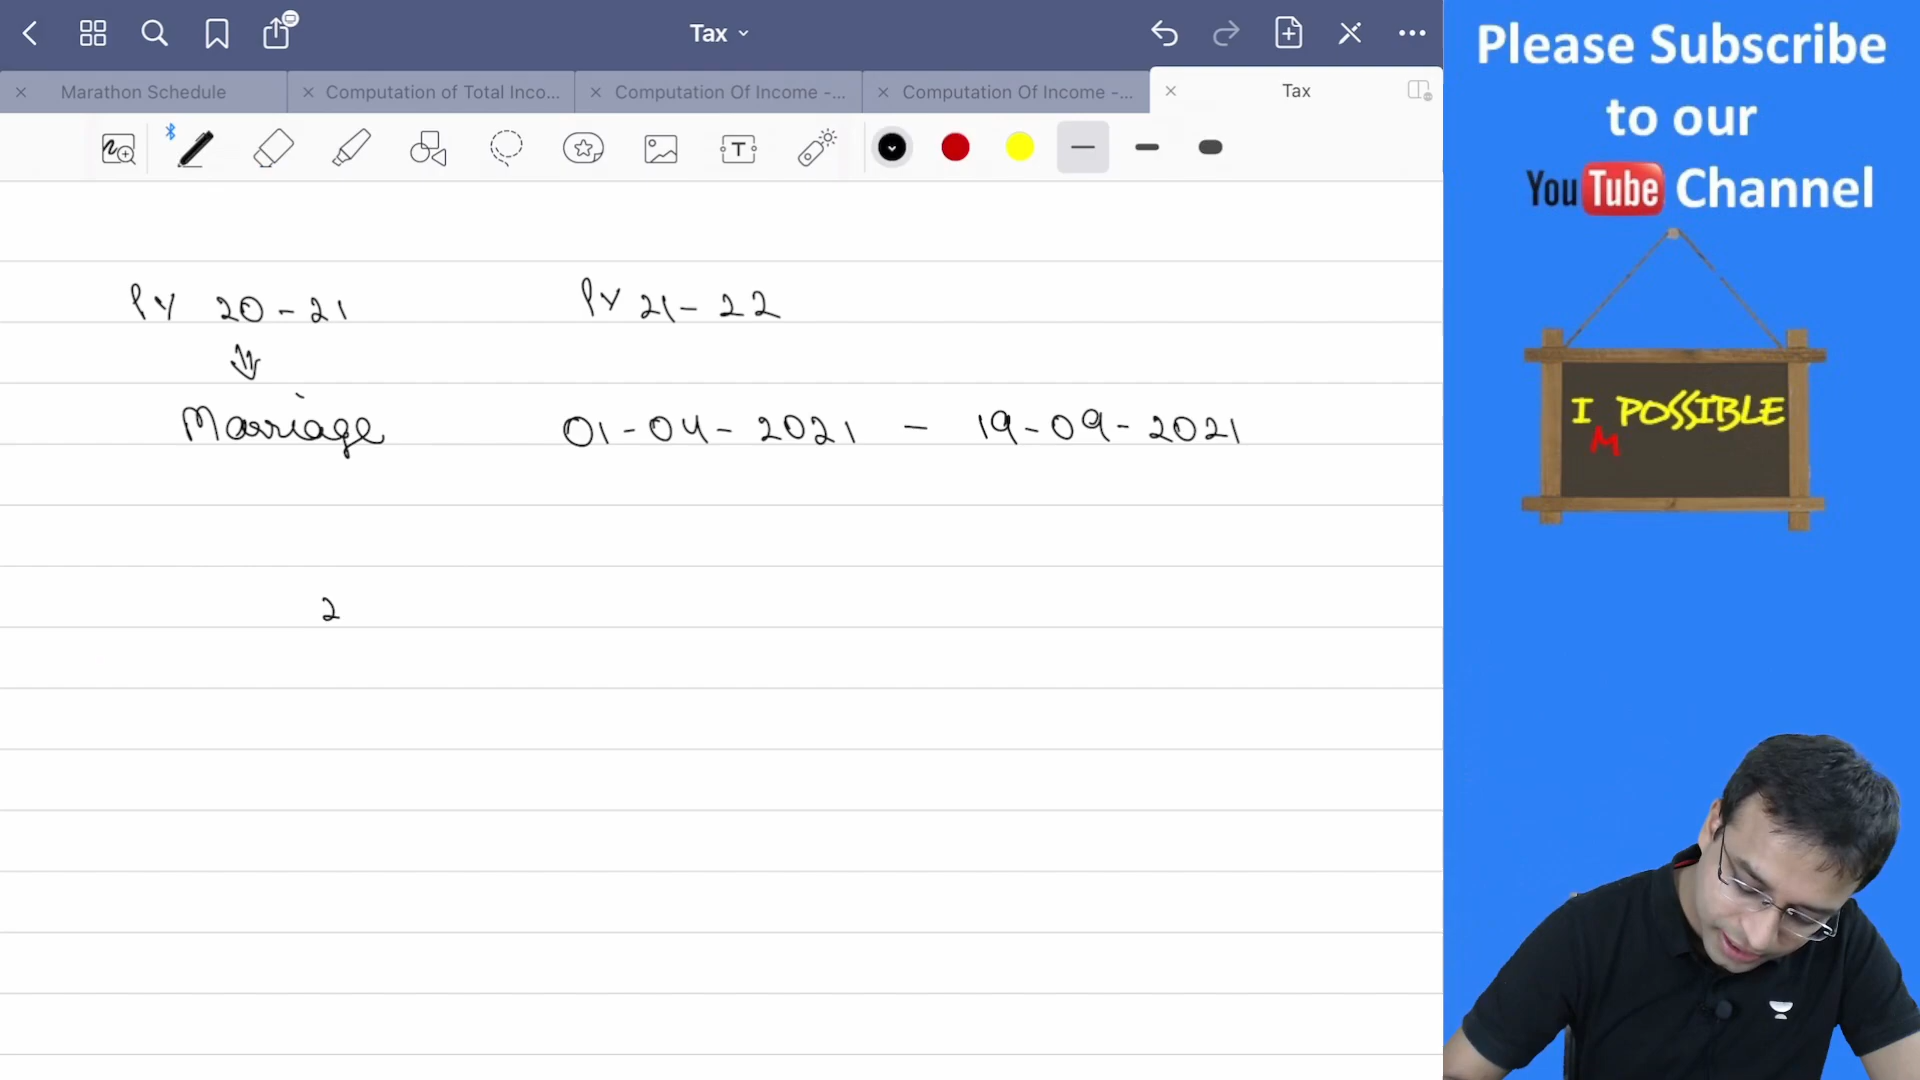 Tax
Marathon Schedule
Computation of Total Inco...
Computation Of Income -...
Computation Of Income -...
Tax
T
PY 20-21
PY 21-22
Marriage
01-04-2021 - 19-09-2021
2
Please Subscribe
to our
YouTube Channel
I POSSIBLE
M